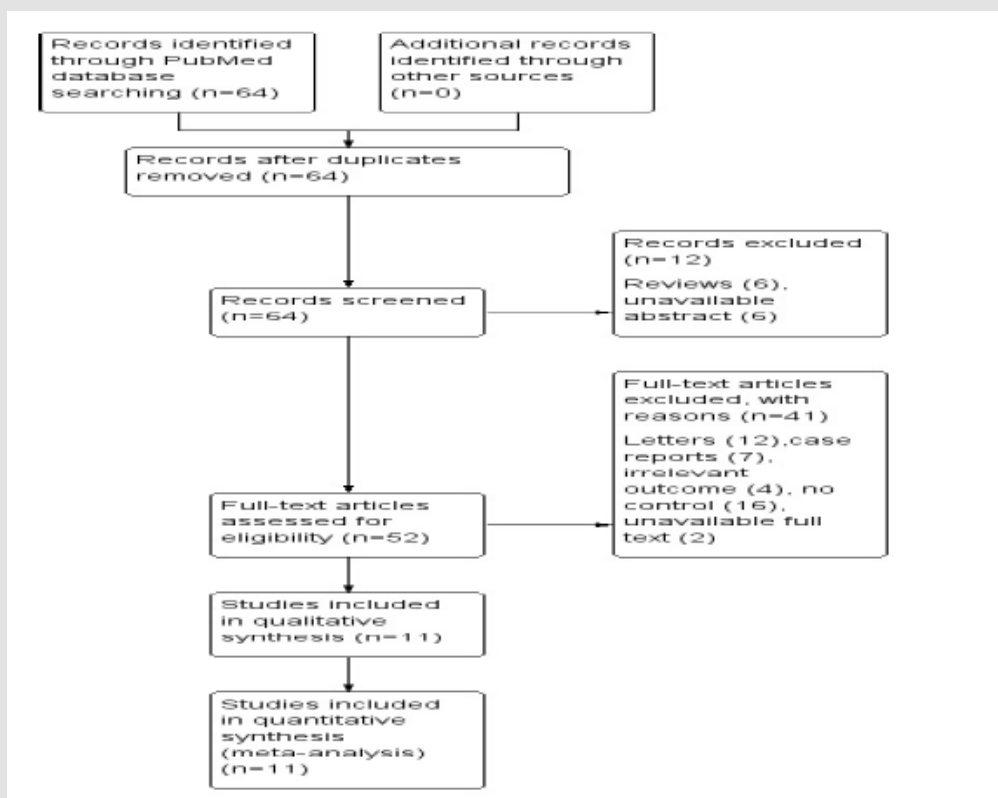 Records identified
through PubMed
database
searching (n=64)
Additional records
identified through
other sources
(n=0)
Records after duplicates
removed (n=64)
Records screened
(n=64)
Records excluded
(n=12)
Reviews (6),
unavailable
abstract (6)
Full-text articles
assessed for
eligibility (n=52)
Full-text articles
excluded, with
reasons (n=41)
Letters (12),case
reports (7),
irrelevant
outcome (4), no
control (16),
unavailable full
text (2)
Studies included
in qualitative
synthesis (n=11)
Studies included
in quantitative
synthesis
(meta-analysis)
(n=11)